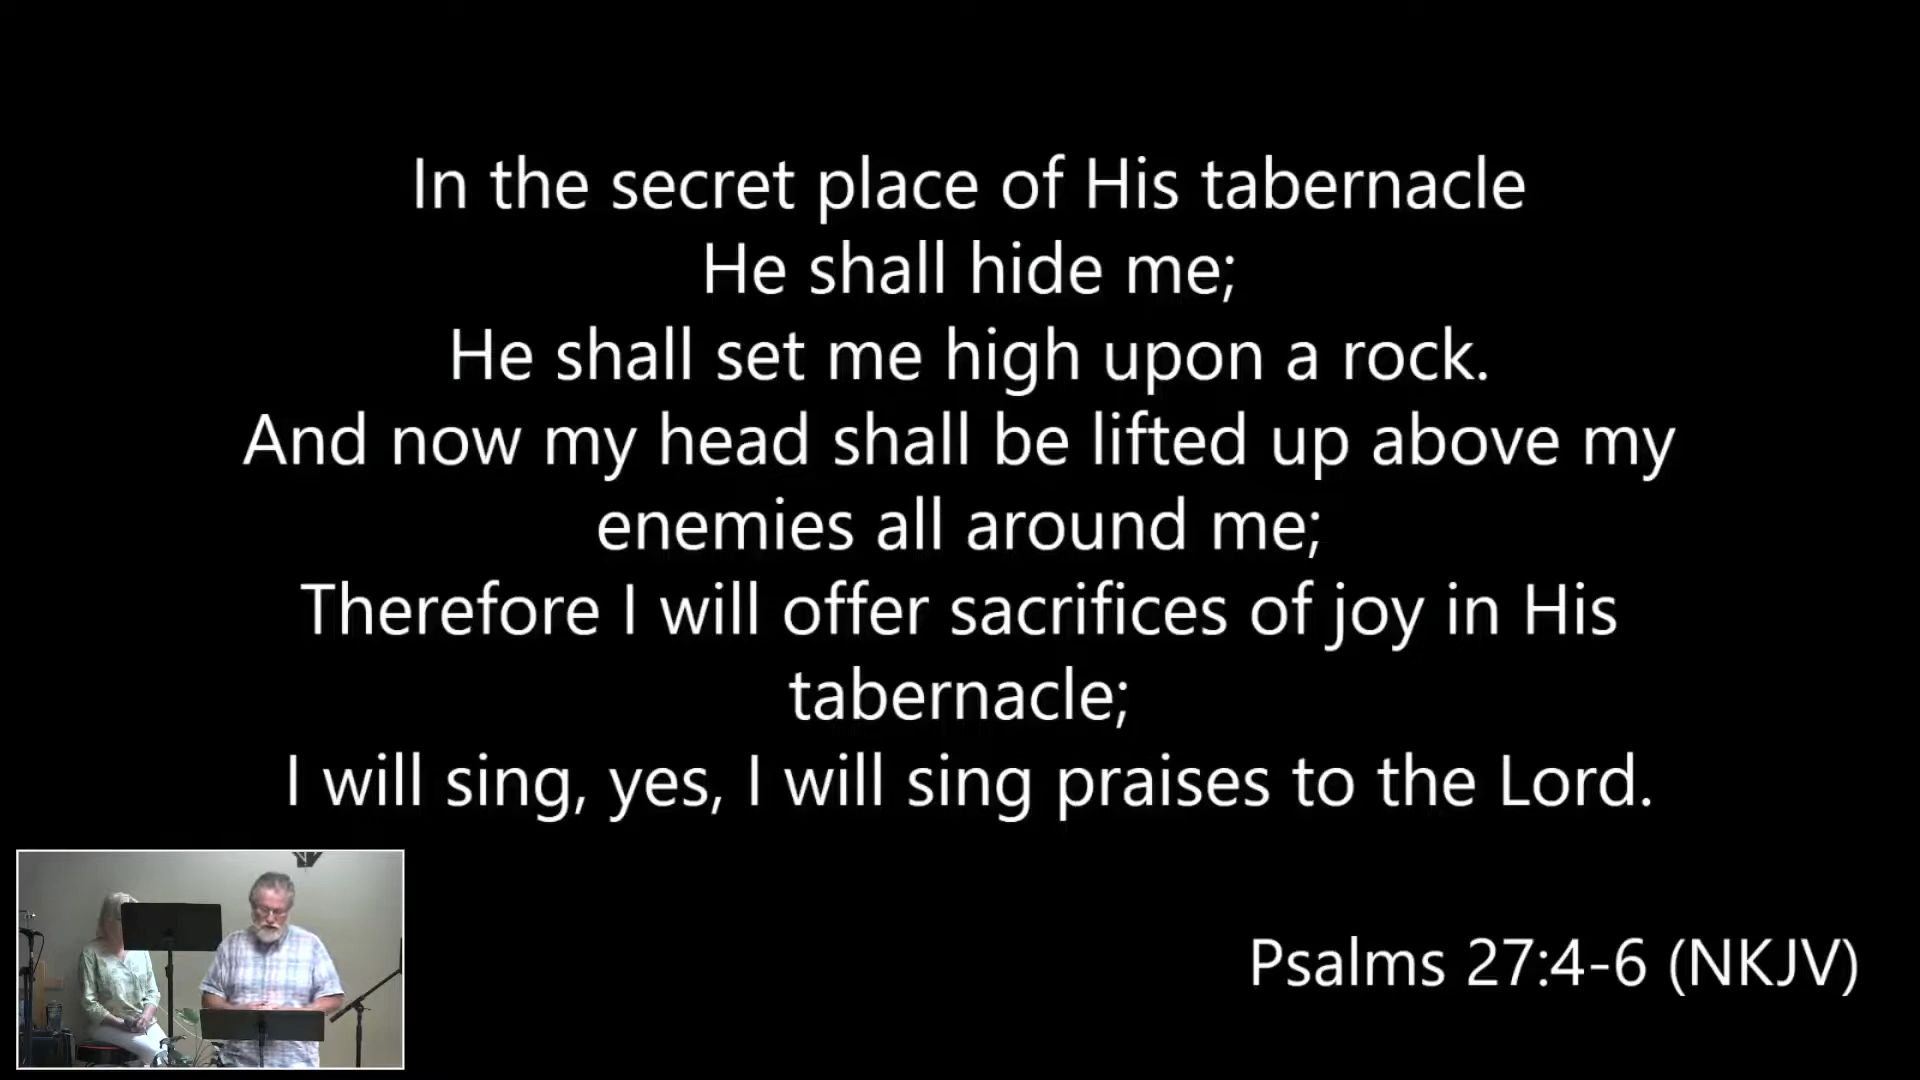 In the secret place of His tabernacle
He shall hide me;
He shall set me high upon a rock.
And now my head shall be lifted up above my
enemies all around me;
Therefore I will offer sacrifices of joy in His
tabernacle;
I will sing, yes, I will sing praises to the Lord.
Psalms 27:4-6 (NKJV)